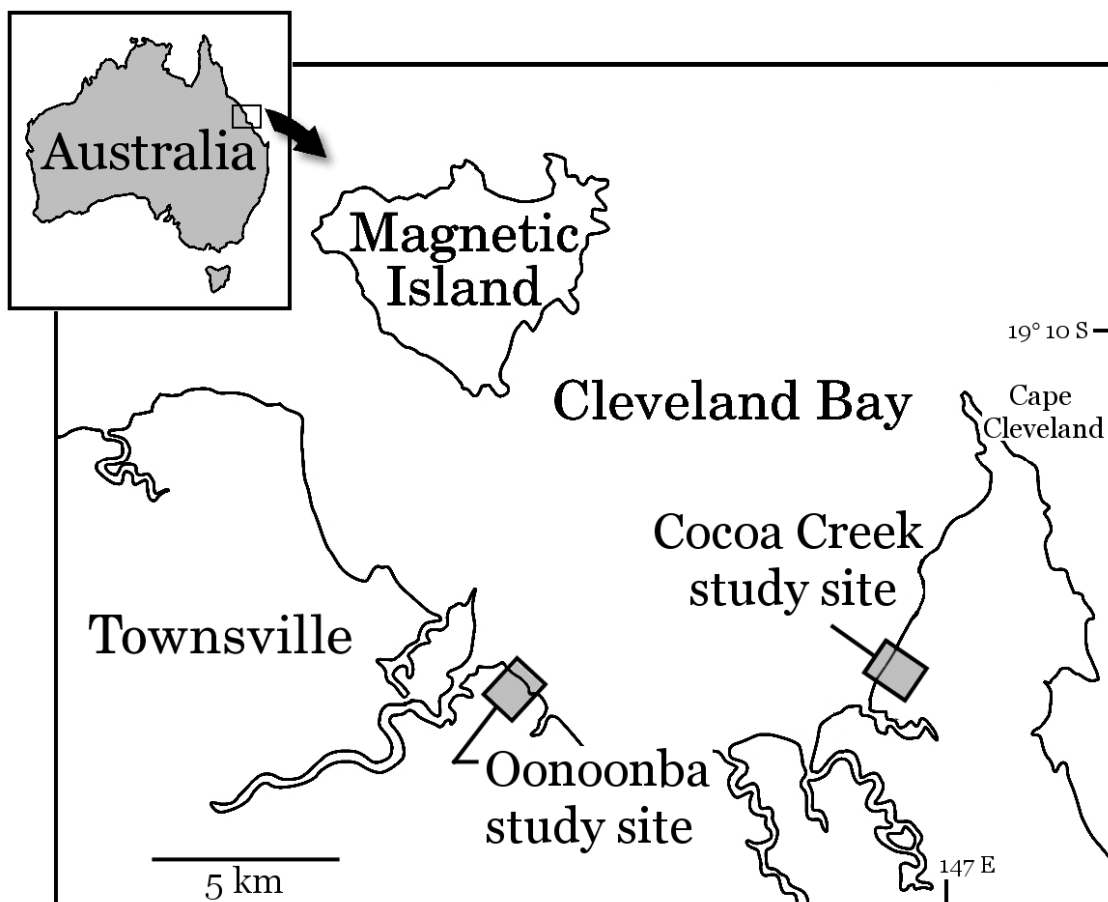 Australia
Magnetic
Island
19° 10 S
Cleveland Bay
Cape
Cleveland
Cocoa Creek
study site
Townsville
Oonoonba
study site
5 km
147 E